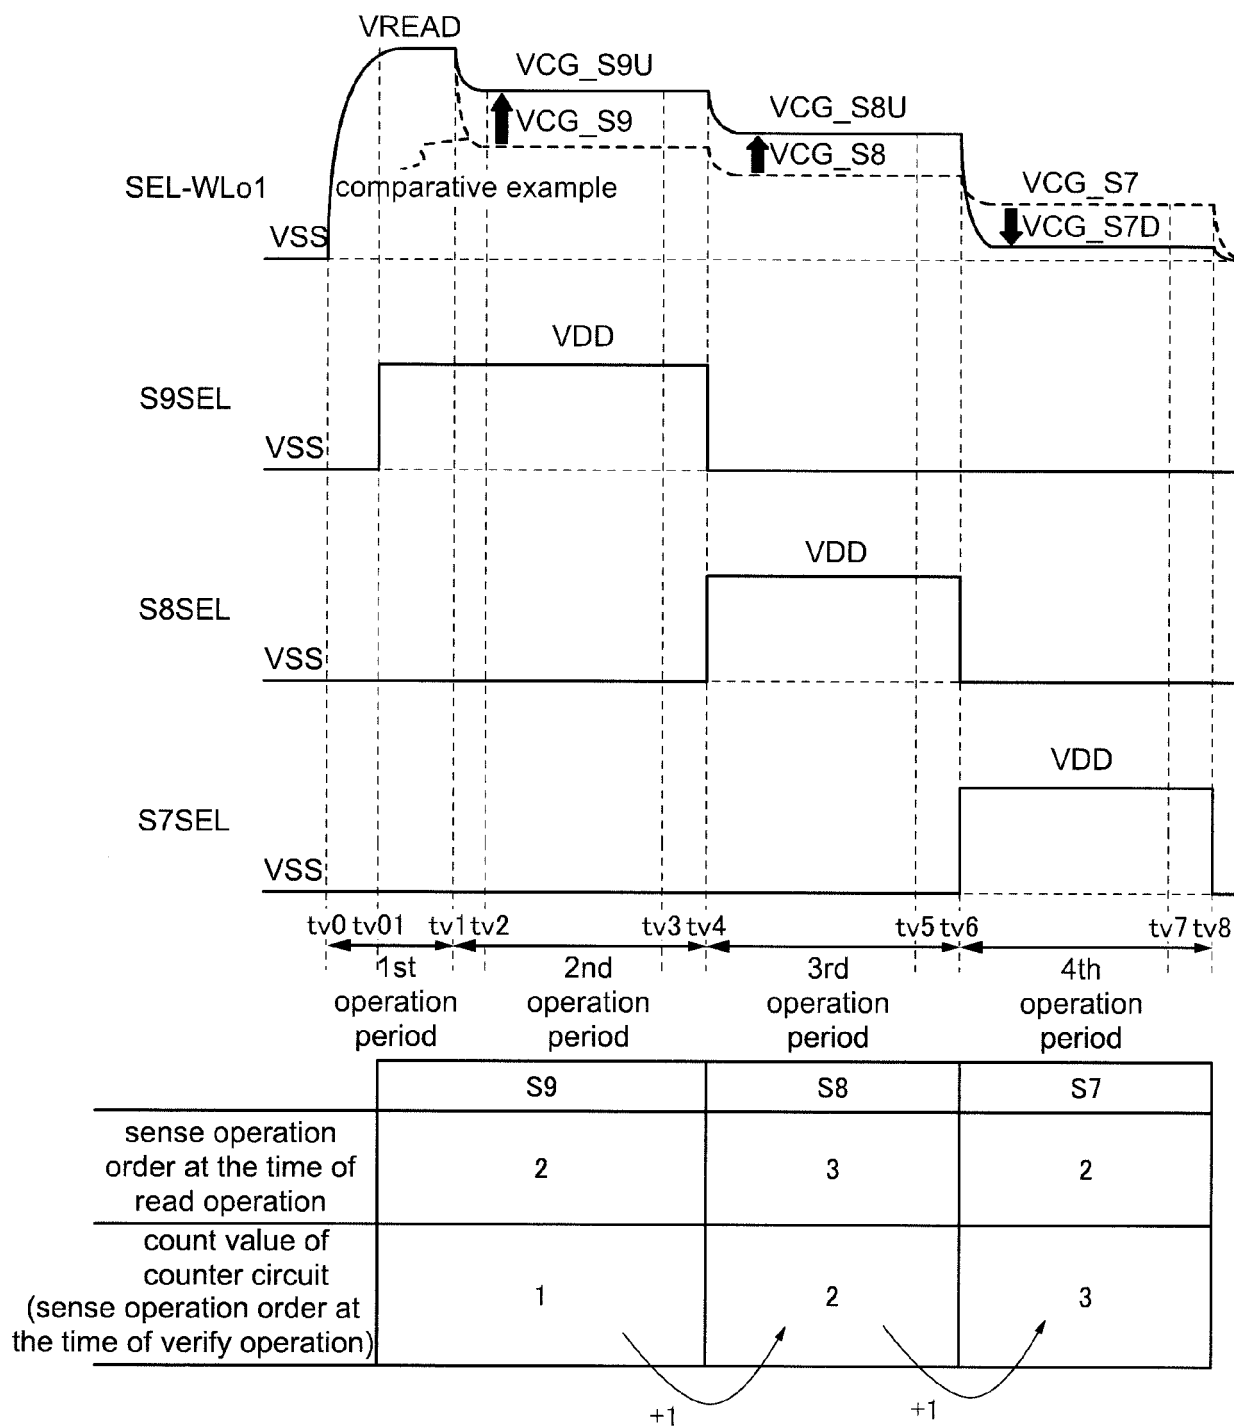 VREAD
VCG_S9U
VCG_S9
VCG_S8U
VCG_S8
VCG_S7
VCG_S7D
SEL-WLo1
comparative example
VSS
VDD
S9SEL
VSS
VDD
S8SEL
VSS
VDD
S7SEL
VSS
tv0 tv01 tv1 tv2 tv3 tv4 tv5 tv6 tv7 tv8
1st
operation
period
2nd
operation
period
3rd
operation
period
4th
operation
period
S9 S8 S7
sense operation
order at the time of
read operation
2 3 2
count value of
counter circuit
(sense operation order at
the time of verify operation)
1 2 3
+1 +1